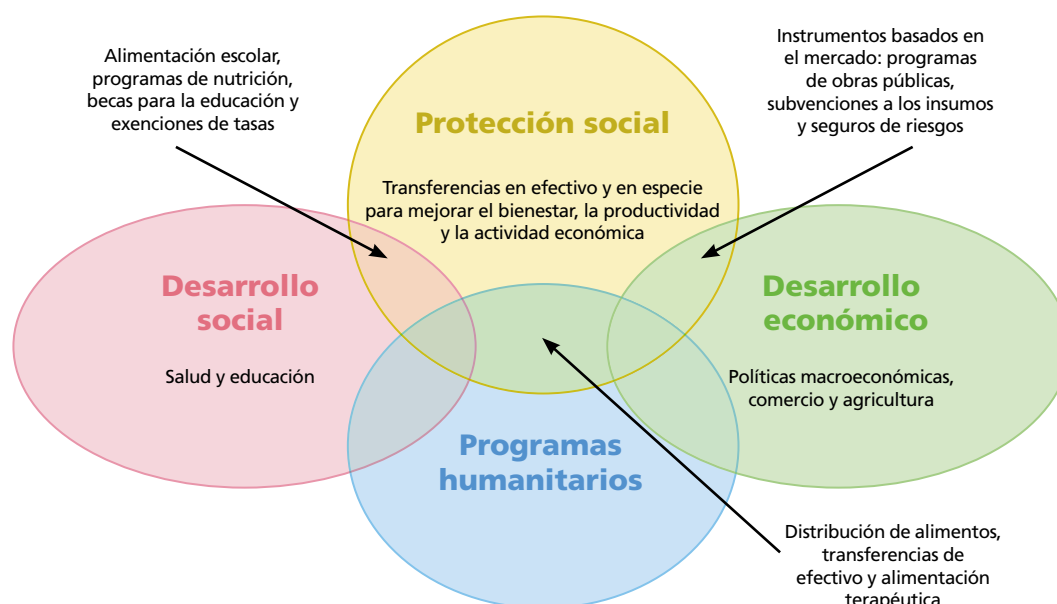 Alimentación escolar,
programas de nutrición,
becas para la educación y
exenciones de tasas
Instrumentos basados en
el mercado: programas
de obras públicas,
subvenciones a los insumos
y seguros de riesgos
Protección social
Transferencias en efectivo y en especie
para mejorar el bienestar, la productividad
y la actividad económica
Desarrollo
social
Salud y educación
Desarrollo
económico
Políticas macroeconómicas,
comercio y agricultura
Programas
humanitarios
Distribución de alimentos,
transferencias de
efectivo y alimentación
terapéutica